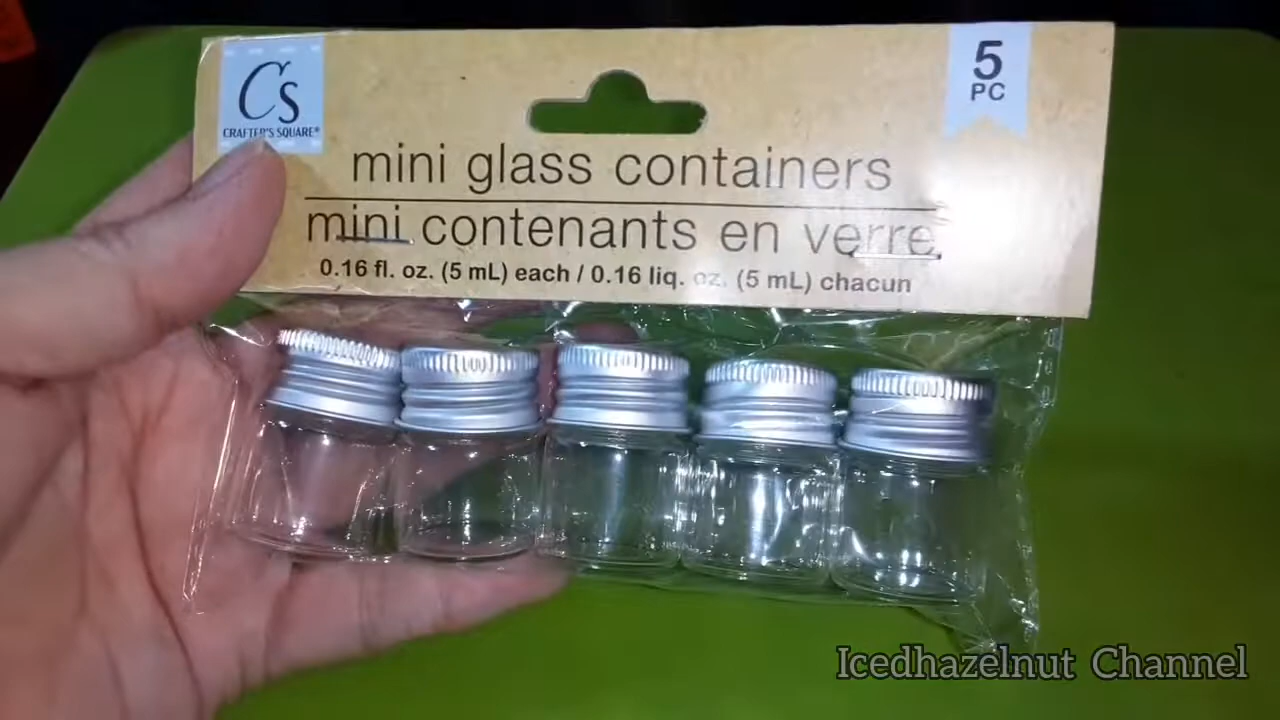 Cs
CRAFTER'S SQUARE®
5
PC
mini glass containers
mini contenants en verre
0.16 fl. oz. (5 mL) each / 0.16 liq. oz. (5 mL) chacun
Icedhazelnut Channel